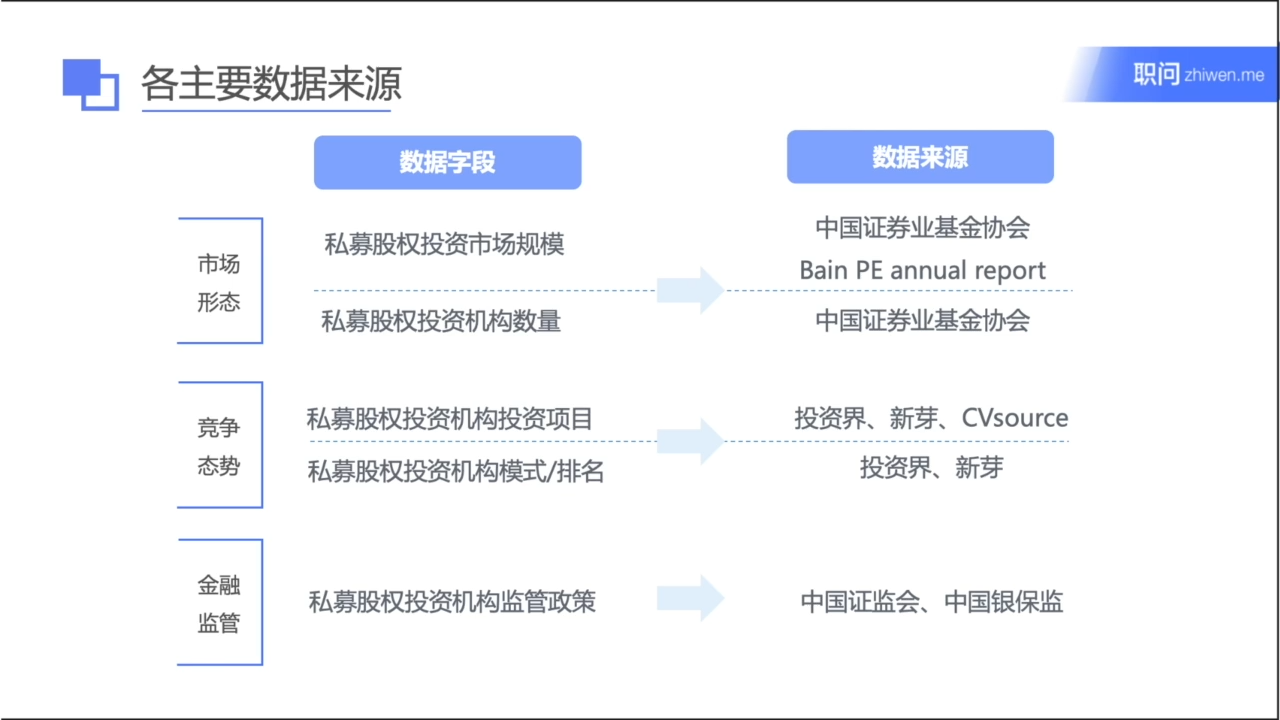 各主要数据来源
职问 zhiwen.me
数据字段
数据来源
市场
形态
私募股权投资市场规模
中国证券业基金协会
Bain PE annual report
私募股权投资机构数量
中国证券业基金协会
竞争
态势
私募股权投资机构投资项目
投资界、新芽、CVsource
私募股权投资机构模式/排名
投资界、新芽
金融
监管
私募股权投资机构监管政策
中国证监会、中国银保监